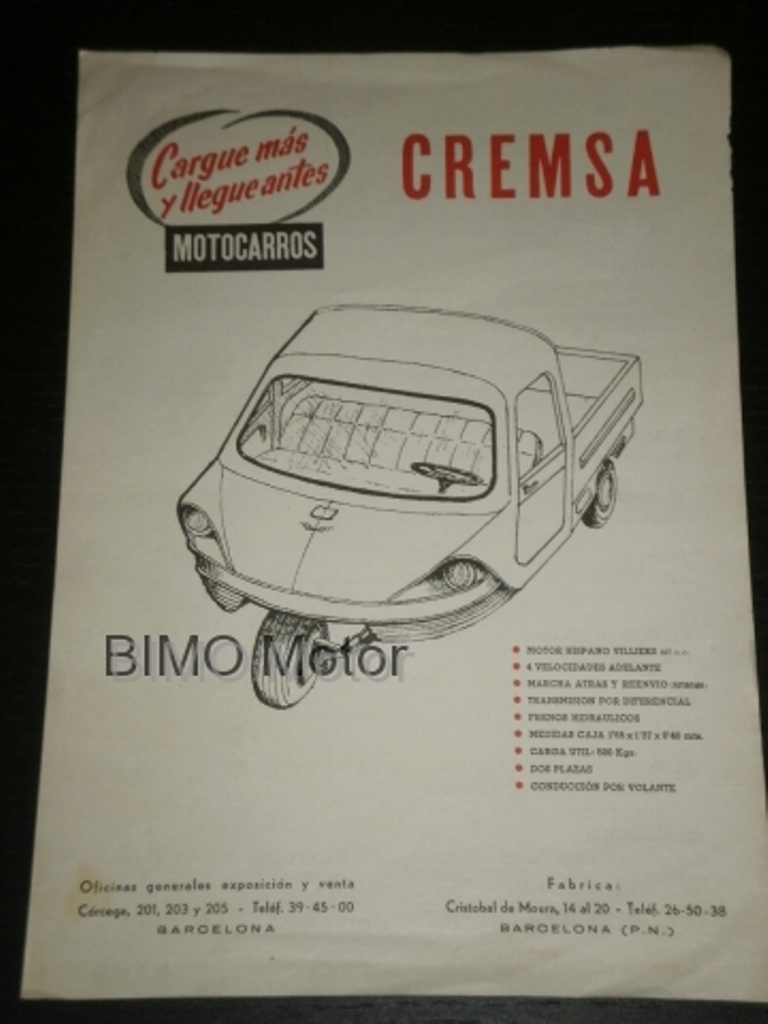 Cargue más
y llegue antes
MOTOCARROS
CREMSA
BIMO Motor
MOTOR HISPANO VILLIERS c.c.
4 VELOCIDADES ADELANTE
MARCHA ATRAS Y REENVIO
TRANSMISION POR DIFERENCIAL
FRENOS HIDRAULICOS
MEDIDAS CAJA mts.
CARGA UTIL: Kgs.
DOS PLAZAS
CONDUCCIÓN POR VOLANTE
Oficinas generales exposición y venta
Córcega, 201, 203 y 205 - Teléf. 39-45-00
BARCELONA
Fabrica:
Cristobal de Moura, 14 al 20 - Teléf. 26-50-38
BARCELONA (P.N.)